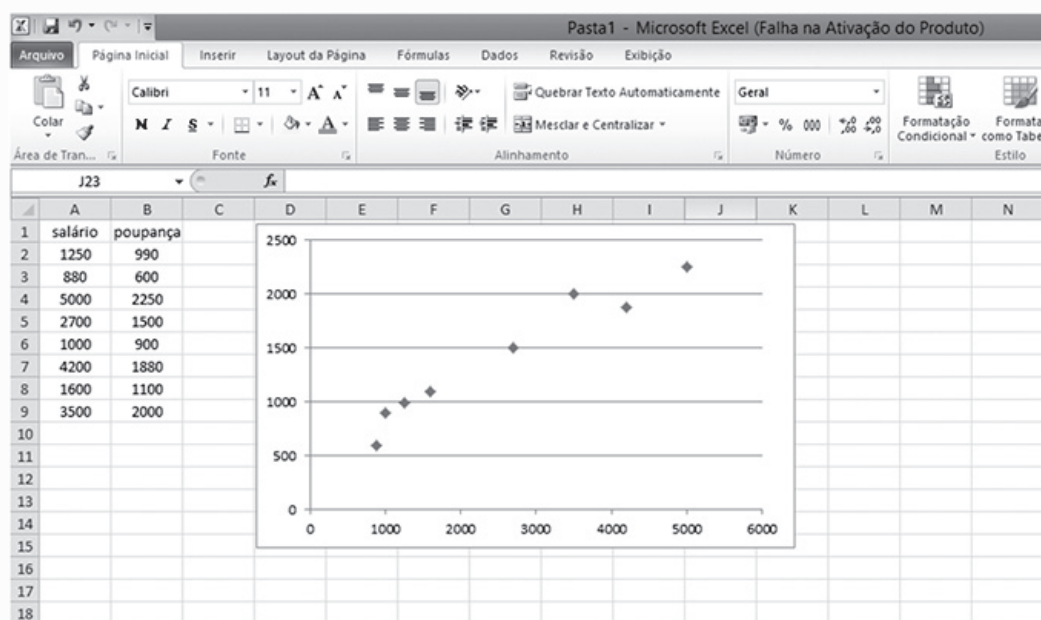 Pasta1 - Microsoft Excel (Falha na Ativação do Produto)
Arquivo Página Inicial Inserir Layout da Página Fórmulas Dados Revisão Exibição
Colar Calibri 11 A A Quebrar Texto Automaticamente Geral
N I S A Mesclar e Centralizar % 000 Formatação Condicional Formata como Tabe
Área de Tran... Fonte Alinhamento Número Estilo
J23 fx
A B C D E F G H I J K L M N
1 salário poupança
2 1250 990
3 880 600
4 5000 2250
5 2700 1500
6 1000 900
7 4200 1880
8 1600 1100
9 3500 2000
10
11
12
13
14
15
16
17
18
2500
2000
1500
1000
500
0
0 1000 2000 3000 4000 5000 6000